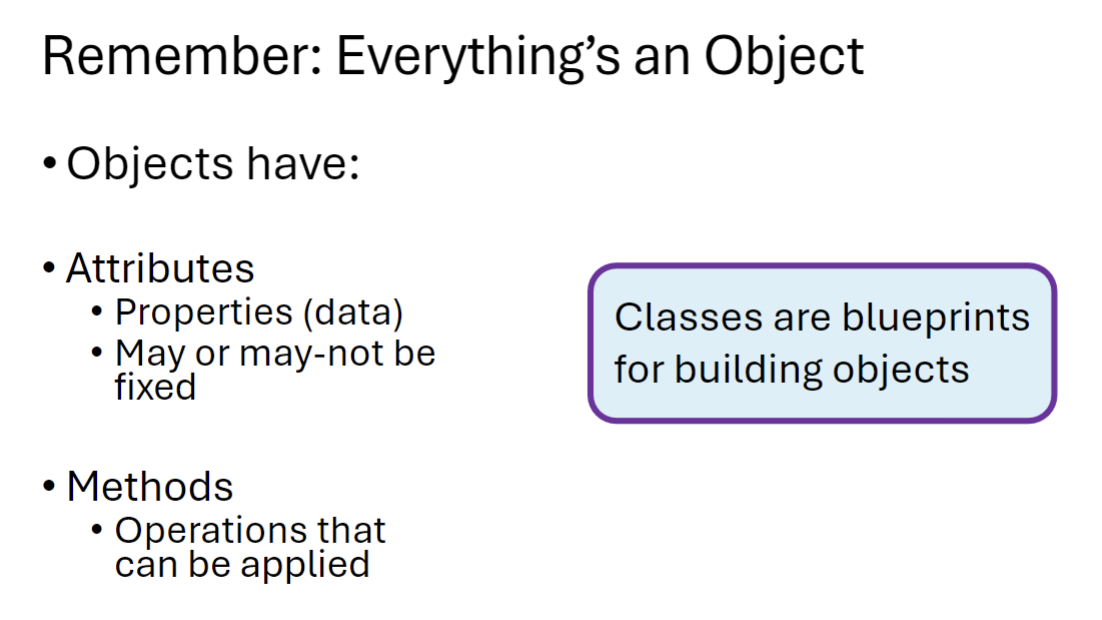 Remember: Everything’s an Object
• Objects have:
• Attributes
• Properties (data)
• May or may-not be
fixed
Classes are blueprints
for building objects
• Methods
• Operations that
can be applied